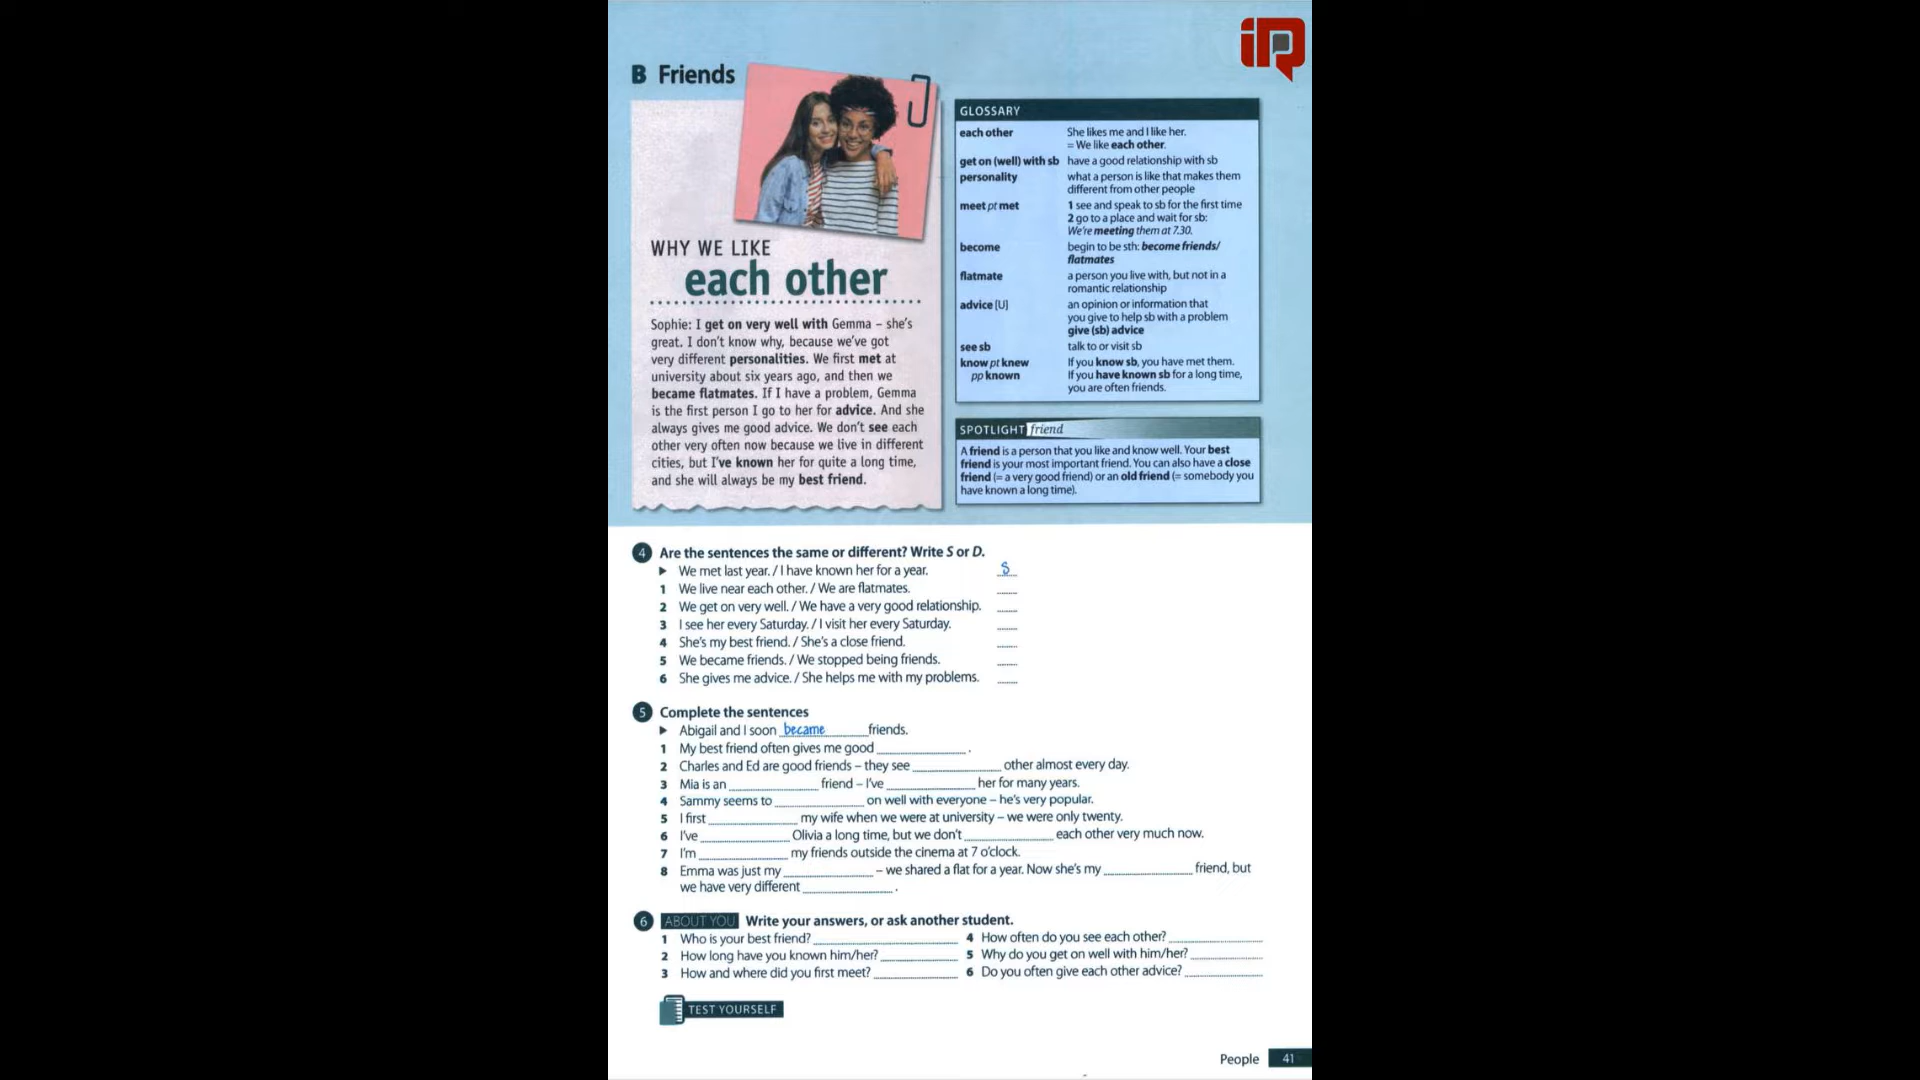 iQ
B Friends
WHY WE LIKE
each other
Sophie: I get on very well with Gemma – she's
great. I don't know why, because we've got
very different personalities. We first met at
university about six years ago, and then we
became flatmates. If I have a problem, Gemma
is the first person I go to her for advice. And she
always gives me good advice. We don't see each
other very often now because we live in different
cities, but I've known her for quite a long time,
and she will always be my best friend.
GLOSSARY
each other She likes me and I like her.
= We like each other.
get on (well) with sb have a good relationship with sb
personality what a person is like that makes them
different from other people
meet pt met 1 see and speak to sb for the first time
2 go to a place and wait for sb:
We're meeting them at 7.30.
become begin to be sth: become friends/
flatmates
flatmate a person you live with, but not in a
romantic relationship
advice [U] an opinion or information that
you give to help sb with a problem
give (sb) advice
see sb talk to or visit sb
know pt knew If you know sb, you have met them.
pp known If you have known sb for a long time,
you are often friends.
SPOTLIGHT friend
A friend is a person that you like and know well. Your best
friend is your most important friend. You can also have a close
friend (= a very good friend) or an old friend (= somebody you
have known a long time).
4 Are the sentences the same or different? Write S or D.
▶ We met last year. / I have known her for a year. S
1 We live near each other. / We are flatmates. ........
2 We get on very well. / We have a very good relationship. ........
3 I see her every Saturday. / I visit her every Saturday. ........
4 She's my best friend. / She's a close friend. ........
5 We became friends. / We stopped being friends. ........
6 She gives me advice. / She helps me with my problems. ........
5 Complete the sentences
▶ Abigail and I soon became friends.
1 My best friend often gives me good ........ .
2 Charles and Ed are good friends – they see ........ other almost every day.
3 Mia is an ........ friend – I've ........ her for many years.
4 Sammy seems to ........ on well with everyone – he's very popular.
5 I first ........ my wife when we were at university – we were only twenty.
6 I've ........ Olivia a long time, but we don't ........ each other very much now.
7 I'm ........ my friends outside the cinema at 7 o'clock.
8 Emma was just my ........ – we shared a flat for a year. Now she's my ........ friend, but
we have very different ........ .
6 ABOUT YOU Write your answers, or ask another student.
1 Who is your best friend? ........
2 How long have you known him/her? ........
3 How and where did you first meet? ........
4 How often do you see each other? ........
5 Why do you get on well with him/her? ........
6 Do you often give each other advice? ........
TEST YOURSELF
People 41